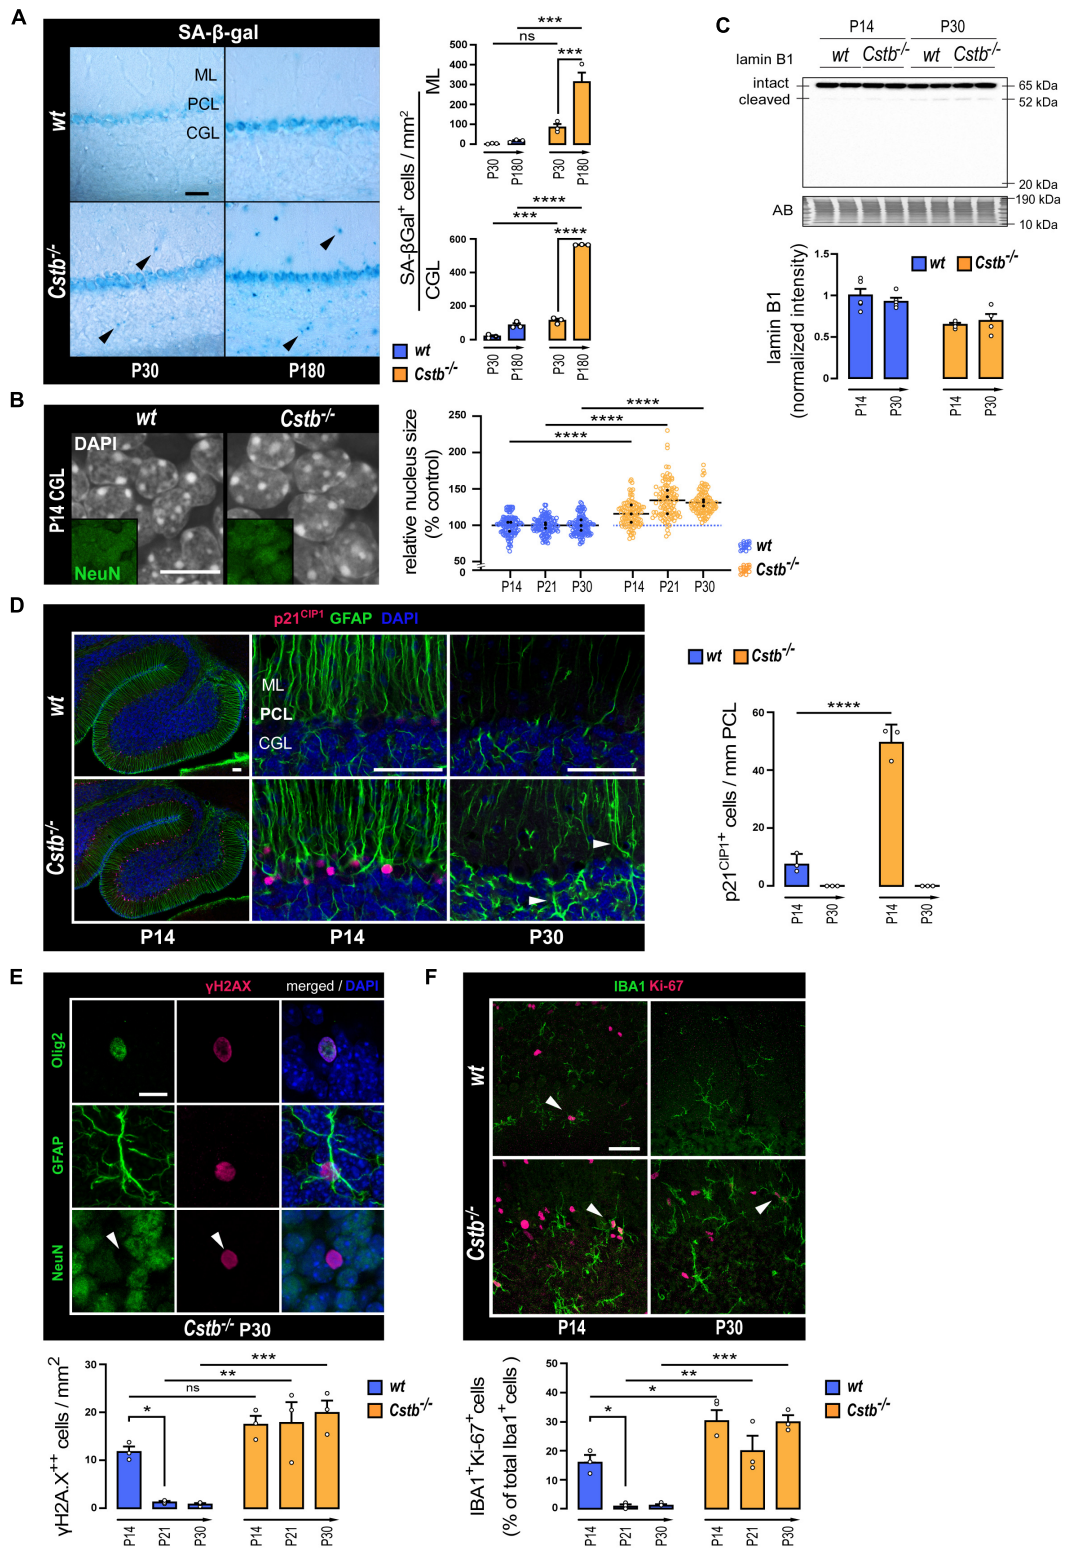 A
SA-β-gal
wt
ML
PCL
CGL
Cstb-/-
P30
P180
SA-βGal+ cells / mm2
ML
500
400
300
200
100
0
ns
***
***
P30
P180
P30
P180
CGL
600
400
200
0
****
***
****
P30
P180
P30
P180
wt
Cstb-/-
C
P14
P30
lamin B1
wt
Cstb-/-
wt
Cstb-/-
intact
cleaved
65 kDa
52 kDa
20 kDa
AB
190 kDa
10 kDa
lamin B1
(normalized intensity)
1.5
1
0.5
0
wt
Cstb-/-
P14
P30
P14
P30
B
wt
Cstb-/-
P14 CGL
DAPI
NeuN
relative nucleus size
(% control)
250
200
150
100
50
0
****
****
****
P14
P21
P30
P14
P21
P30
wt
Cstb-/-
D
p21CIP1 GFAP DAPI
wt
ML
PCL
CGL
Cstb-/-
P14
P14
P30
wt
Cstb-/-
p21CIP1+ cells / mm PCL
60
40
20
0
****
P14
P30
P14
P30
E
γH2AX
merged / DAPI
Olig2
GFAP
NeuN
Cstb-/- P30
γH2A.X++ cells / mm2
30
20
10
0
***
**
ns
*
P14
P21
P30
P14
P21
P30
wt
Cstb-/-
F
IBA1 Ki-67
wt
Cstb-/-
P14
P30
IBA1+Ki-67+cells
(% of total Iba1+cells )
50
40
30
20
10
0
***
**
*
*
P14
P21
P30
P14
P21
P30
wt
Cstb-/-